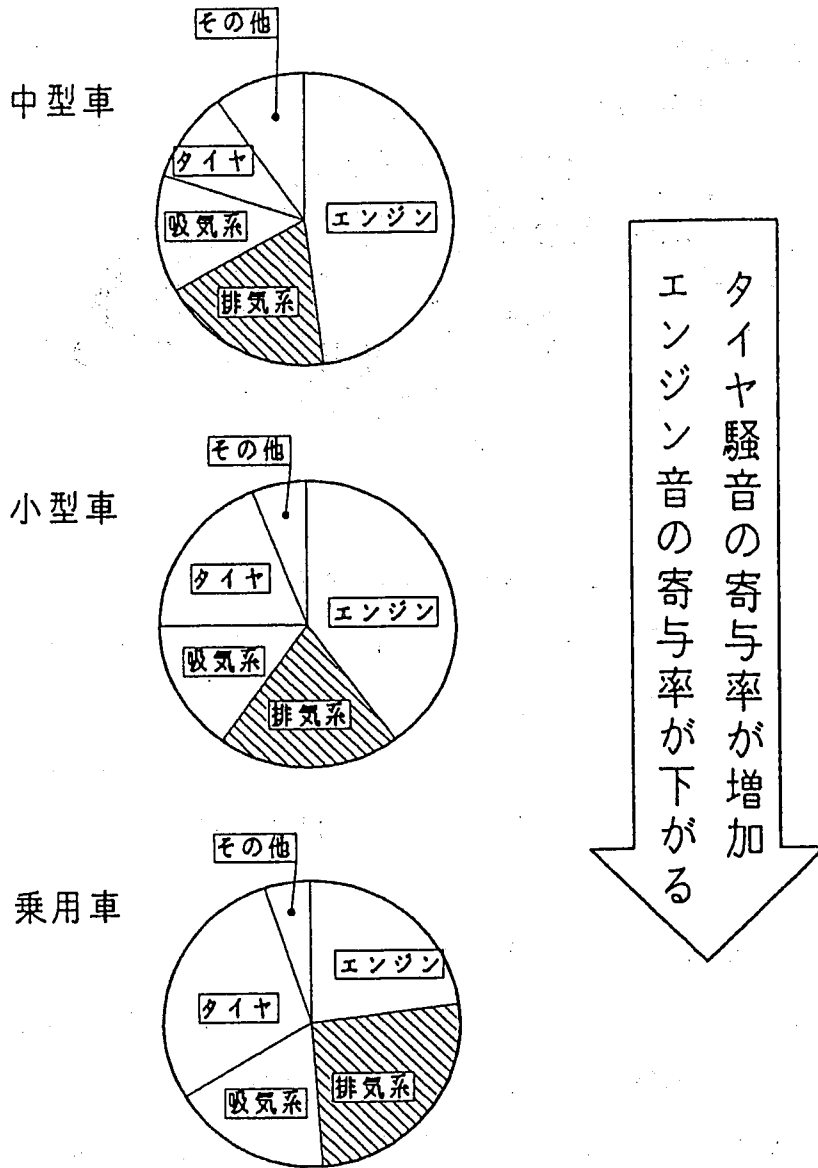 その他
中型車
タイヤ
吸気系
エンジン
排気系
その他
小型車
タイヤ
エンジン
吸気系
排気系
その他
乗用車
エンジン
タイヤ
排気系
吸気系
タイヤ騒音の寄与率が増加
エンジン音の寄与率が下がる